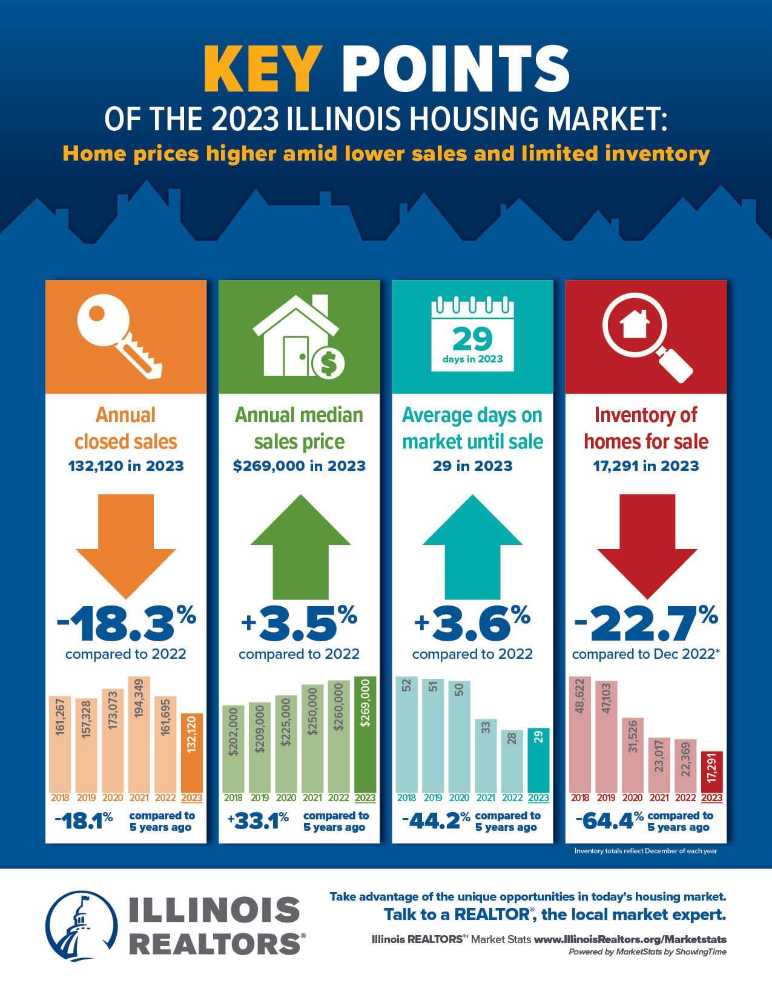 KEY POINTS
OF THE 2023 ILLINOIS HOUSING MARKET:
Home prices higher amid lower sales and limited inventory
Annual
closed sales
132,120 in 2023
-18.3%
compared to 2022
161,267
157,328
173,073
194,349
161,695
132,120
2018 2019 2020 2021 2022 2023
-18.1% compared to
5 years ago
$
Annual median
sales price
$269,000 in 2023
+3.5%
compared to 2022
$202,000
$209,000
$225,000
$250,000
$260,000
$269,000
2018 2019 2020 2021 2022 2023
+33.1% compared to
5 years ago
29
days in 2023
Average days on
market until sale
29 in 2023
+3.6%
compared to 2022
52
51
50
33
28
29
2018 2019 2020 2021 2022 2023
-44.2% compared to
5 years ago
Inventory of
homes for sale
17,291 in 2023
-22.7%
compared to Dec 2022*
48,622
47,103
31,526
23,017
22,369
17,291
2018 2019 2020 2021 2022 2023
-64.4% compared to
5 years ago
Inventory totals reflect December of each year
ILLINOIS
REALTORS®
Take advantage of the unique opportunities in today's housing market.
Talk to a REALTOR®, the local market expert.
Illinois REALTORS®' Market Stats www.IllinoisRealtors.org/Marketstats
Powered by MarketStats by ShowingTime